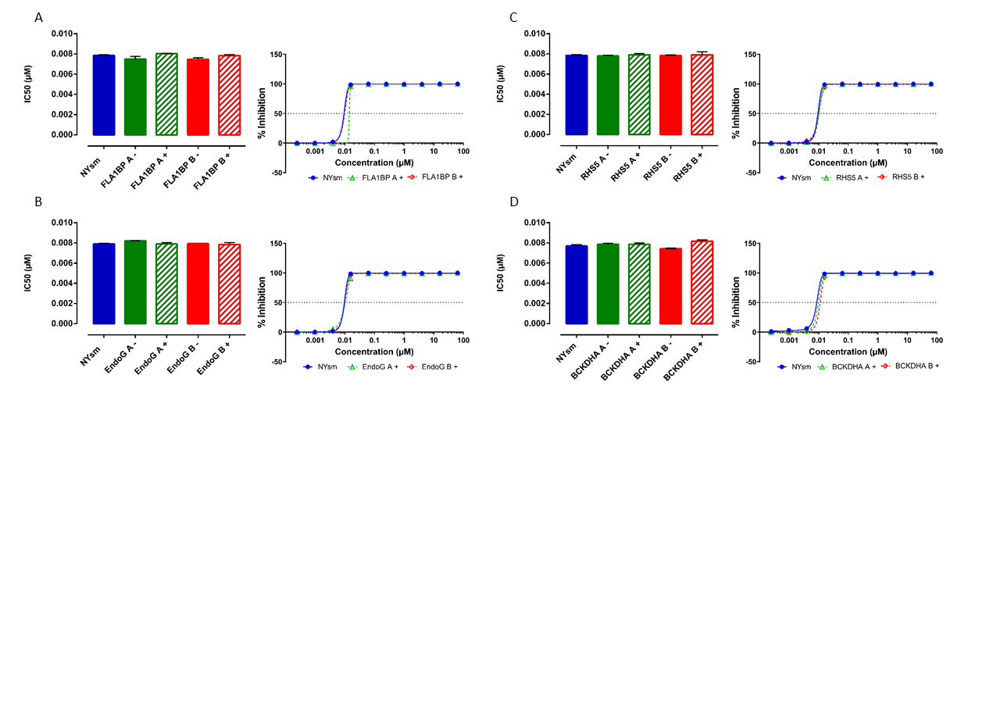 A
0.010
0.008
0.006
0.004
0.002
0.000
IC50 (µM)
NYsm
FLA1BP A -
FLA1BP A +
FLA1BP B -
FLA1BP B +
150
100
50
0
-50
% Inhibition
0.001 0.01 0.1 1 10 100
Concentration (µM)
NYsm FLA1BP A + FLA1BP B +
C
0.010
0.008
0.006
0.004
0.002
0.000
IC50 (µM)
NYsm
RHS5 A -
RHS5 A +
RHS5 B -
RHS5 B +
150
100
50
0
-50
% Inhibition
0.001 0.01 0.1 1 10 100
Concentration (µM)
NYsm RHS5 A + RHS5 B +
B
0.010
0.008
0.006
0.004
0.002
0.000
IC50 (µM)
NYsm
EndoG A -
EndoG A +
EndoG B -
EndoG B +
150
100
50
0
-50
% Inhibition
0.001 0.01 0.1 1 10 100
Concentration (µM)
NYsm EndoG A + EndoG B +
D
0.010
0.008
0.006
0.004
0.002
0.000
IC50 (µM)
NYsm
BCKDHA A -
BCKDHA A +
BCKDHA B -
BCKDHA B +
150
100
50
0
-50
% Inhibition
0.001 0.01 0.1 1 10 100
Concentration (µM)
NYsm BCKDHA A + BCKDHA B +